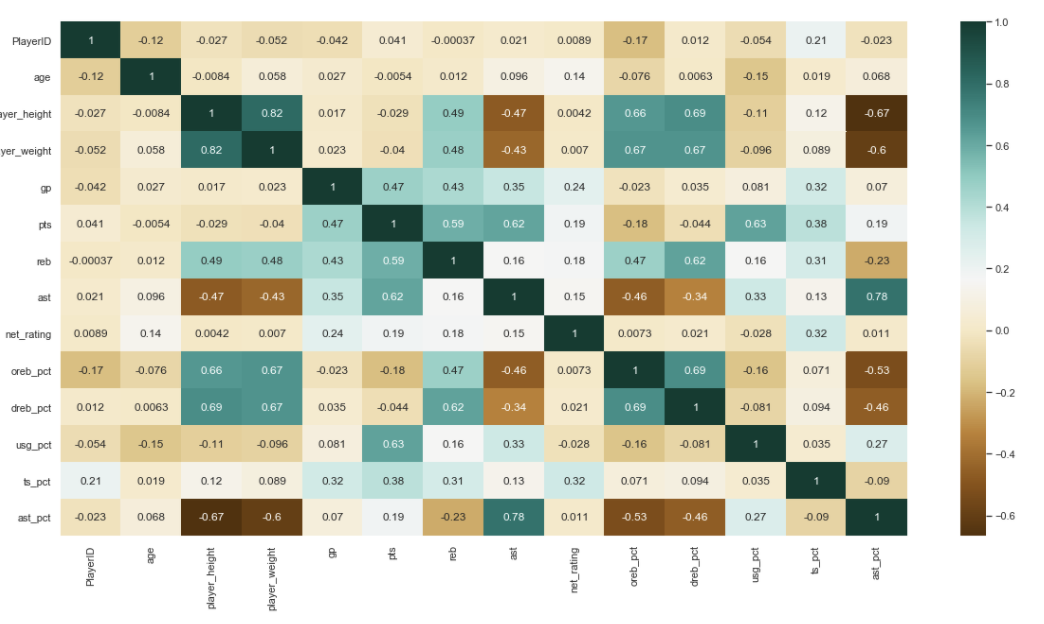 PlayerID 1 -0.12 -0.027 -0.052 -0.042 0.041 -0.00037 0.021 0.0089 -0.17 0.012 -0.054 0.21 -0.023
age -0.12 1 -0.0084 0.058 0.027 -0.0054 0.012 0.096 0.14 -0.076 0.0063 -0.15 0.019 0.068
ayer_height -0.027 -0.0084 1 0.82 0.017 -0.029 0.49 -0.47 0.0042 0.66 0.69 -0.11 0.12 -0.67
yer_weight -0.052 0.058 0.82 1 0.023 -0.04 0.48 -0.43 0.007 0.67 0.67 -0.096 0.089 -0.6
gp -0.042 0.027 0.017 0.023 1 0.47 0.43 0.35 0.24 -0.023 0.035 0.081 0.32 0.07
pts 0.041 -0.0054 -0.029 -0.04 0.47 1 0.59 0.62 0.19 -0.18 -0.044 0.63 0.38 0.19
reb -0.00037 0.012 0.49 0.48 0.43 0.59 1 0.16 0.18 0.47 0.62 0.16 0.31 -0.23
ast 0.021 0.096 -0.47 -0.43 0.35 0.62 0.16 1 0.15 -0.46 -0.34 0.33 0.13 0.78
net_rating 0.0089 0.14 0.0042 0.007 0.24 0.19 0.18 0.15 1 0.0073 0.021 -0.028 0.32 0.011
oreb_pct -0.17 -0.076 0.66 0.67 -0.023 -0.18 0.47 -0.46 0.0073 1 0.69 -0.16 0.071 -0.53
dreb_pct 0.012 0.0063 0.69 0.67 0.035 -0.044 0.62 -0.34 0.021 0.69 1 -0.081 0.094 -0.46
usg_pct -0.054 -0.15 -0.11 -0.096 0.081 0.63 0.16 0.33 -0.028 -0.16 -0.081 1 0.035 0.27
ts_pct 0.21 0.019 0.12 0.089 0.32 0.38 0.31 0.13 0.32 0.071 0.094 0.035 1 -0.09
ast_pct -0.023 0.068 -0.67 -0.6 0.07 0.19 -0.23 0.78 0.011 -0.53 -0.46 0.27 -0.09 1
PlayerID age player_height player_weight gp pts reb ast net_rating oreb_pct dreb_pct usg_pct ts_pct ast_pct
1.0
0.8
0.6
0.4
0.2
0.0
−0.2
−0.4
−0.6